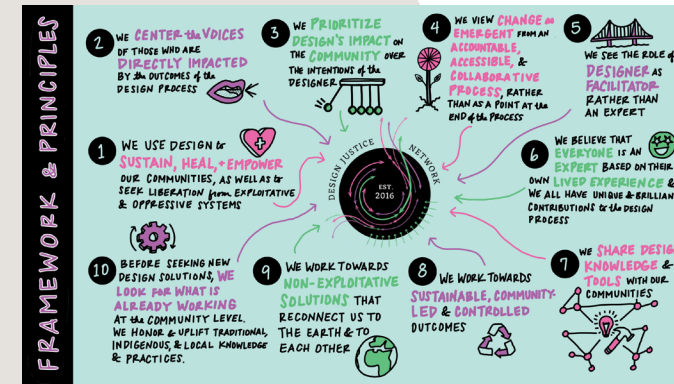 FRAMEWORK & PRINCIPLES
1
WE USE DESIGN to
SUSTAIN, HEAL, + EMPOWER
OUR COMMUNITIES, AS WELL AS to
SEEK LIBERATION from EXPLOITATIVE
& OPPRESSIVE SYSTEMS
2
WE CENTER the VOICES
OF THOSE WHO ARE
DIRECTLY IMPACTED
BY the OUTCOMES of the
DESIGN PROCESS
3
WE PRIORITIZE
DESIGN'S IMPACT ON
THE COMMUNITY OVER
THE INTENTIONS of the
DESIGNER
4
WE VIEW CHANGE as
EMERGENT FROM AN
ACCOUNTABLE,
ACCESSIBLE, &
COLLABORATIVE
PROCESS, RATHER
THAN AS A POINT AT the
END of the PROCESS
5
WE SEE THE ROLE of
DESIGNER AS
FACILITATOR
RATHER THAN
AN EXPERT
6
WE BELIEVE THAT
EVERYONE IS AN
EXPERT BASED ON THEIR
OWN LIVED EXPERIENCE &
WE ALL HAVE UNIQUE & BRILLIAN
CONTRIBUTIONS to the DESIGN
PROCESS
7
WE SHARE DESIG
KNOWLEDGE &
TOOLS WITH OUR
COMMUNITIES
8
WE WORK TOWARDS
SUSTAINABLE, COMMUNITY-
LED & CONTROLLED
OUTCOMES
9
WE WORK TOWARDS
NON-EXPLOITATIVE
SOLUTIONS THAT
RECONNECT US TO
THE EARTH & TO
EACH OTHER
10
BEFORE SEEKING NEW
DESIGN SOLUTIONS, WE
LOOK FOR WHAT IS
ALREADY WORKING
AT the COMMUNITY LEVEL.
WE HONOR & UPLIFT TRADITIONAL,
INDIGENOUS, & LOCAL KNOWLEDGE
& PRACTICES.
DESIGN JUSTICE NETWORK
EST.
2016